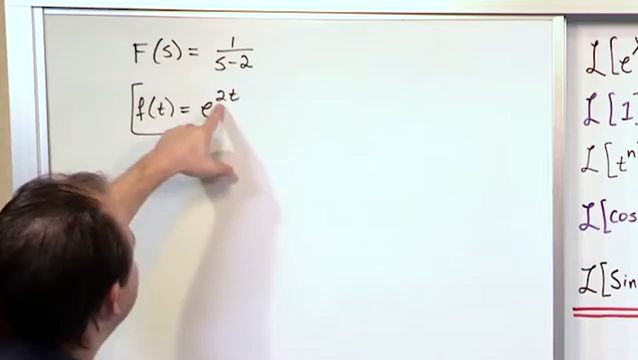 F(s) = 1/(s-2)
f(t) = e^2t
ℒ[e
ℒ[1]
ℒ[t^n
ℒ[cos
ℒ[Sin